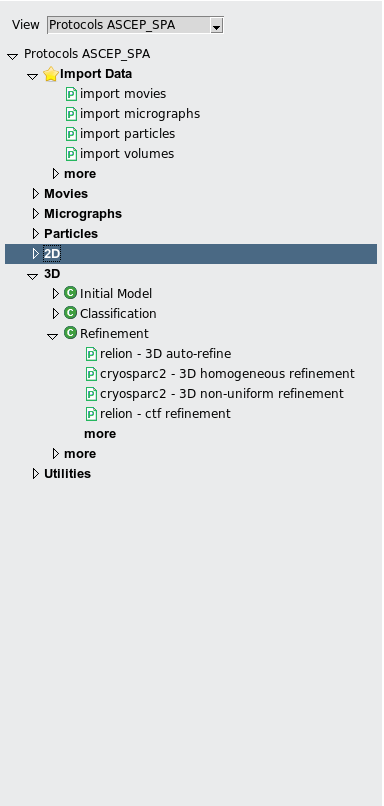 View Protocols ASCEP_SPA
Protocols ASCEP_SPA
Import Data
P import movies
P import micrographs
P import particles
P import volumes
more
Movies
Micrographs
Particles
2D
3D
C Initial Model
C Classification
C Refinement
P relion - 3D auto-refine
P cryosparc2 - 3D homogeneous refinement
P cryosparc2 - 3D non-uniform refinement
P relion - ctf refinement
more
more
Utilities